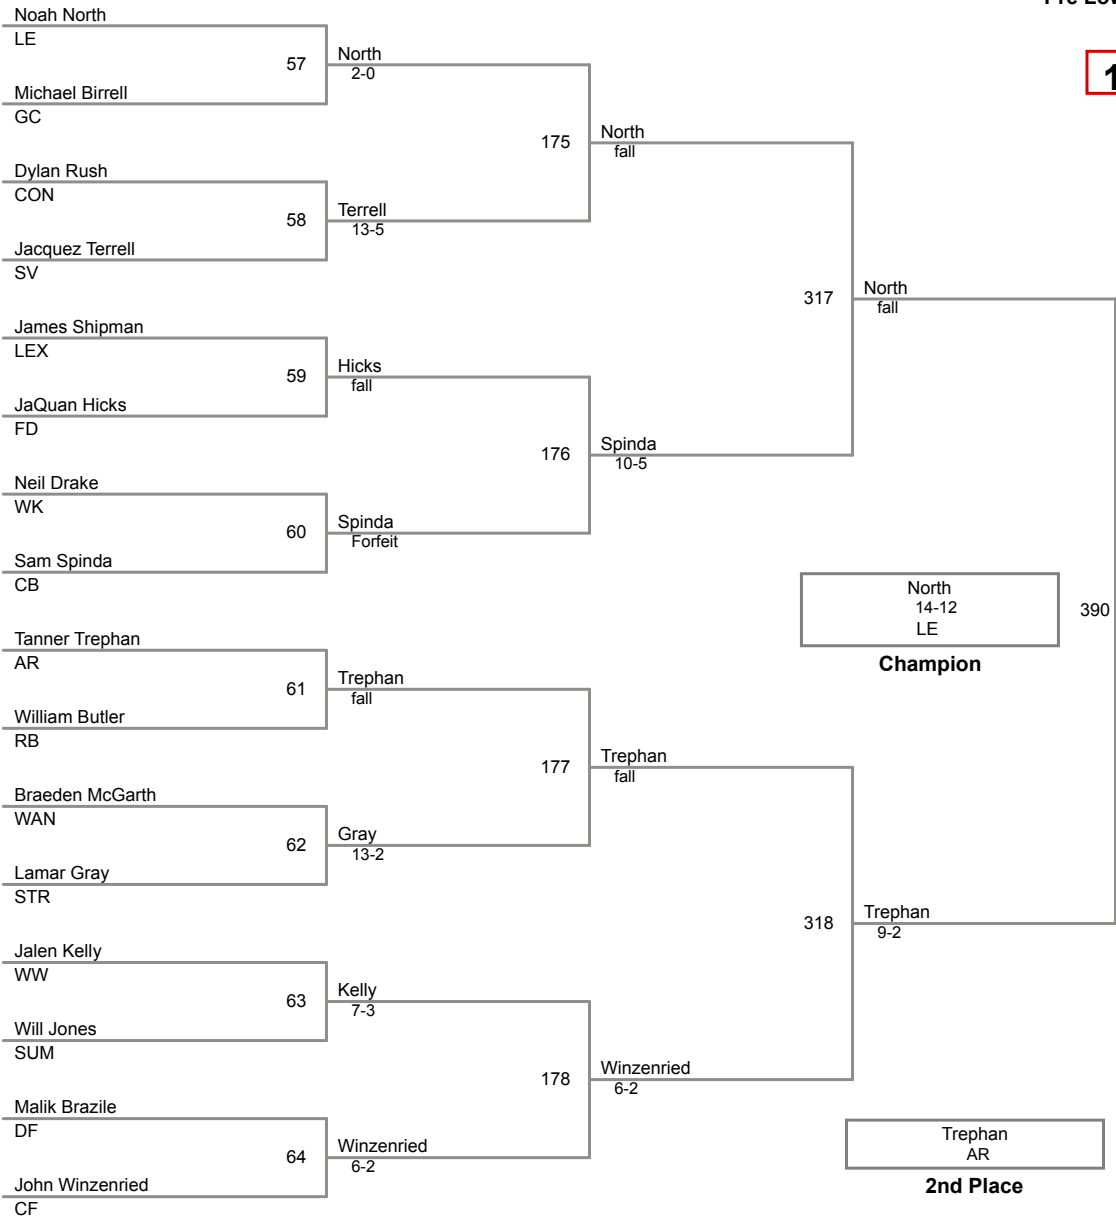 Noah North
LE
57
North
2-0
Michael Birrell
GC
175
North
fall
Dylan Rush
CON
58
Terrell
13-5
Jacquez Terrell
SV
317
North
fall
James Shipman
LEX
59
Hicks
fall
JaQuan Hicks
FD
176
Spinda
10-5
Neil Drake
WK
60
Spinda
Forfeit
Sam Spinda
CB
North
14-12
LE
Champion
390
Tanner Trephan
AR
61
Trephan
fall
William Butler
RB
177
Trephan
fall
Braeden McGarth
WAN
62
Gray
13-2
Lamar Gray
STR
318
Trephan
9-2
Jalen Kelly
WW
63
Kelly
7-3
Will Jones
SUM
178
Winzenried
6-2
Malik Brazile
DF
64
Winzenried
6-2
John Winzenried
CF
Trephan
AR
2nd Place